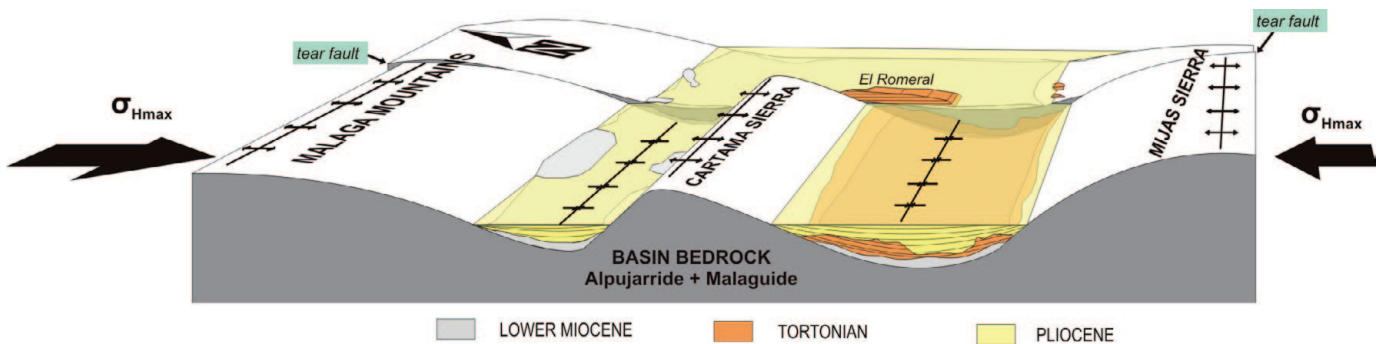 tear fault
N
tear fault
MALAGA MOUNTAINS
El Romeral
CARTAMA SIERRA
MIJAS SIERRA
σHmax
σHmax
BASIN BEDROCK
Alpujarride + Malaguide
LOWER MIOCENE
TORTONIAN
PLIOCENE